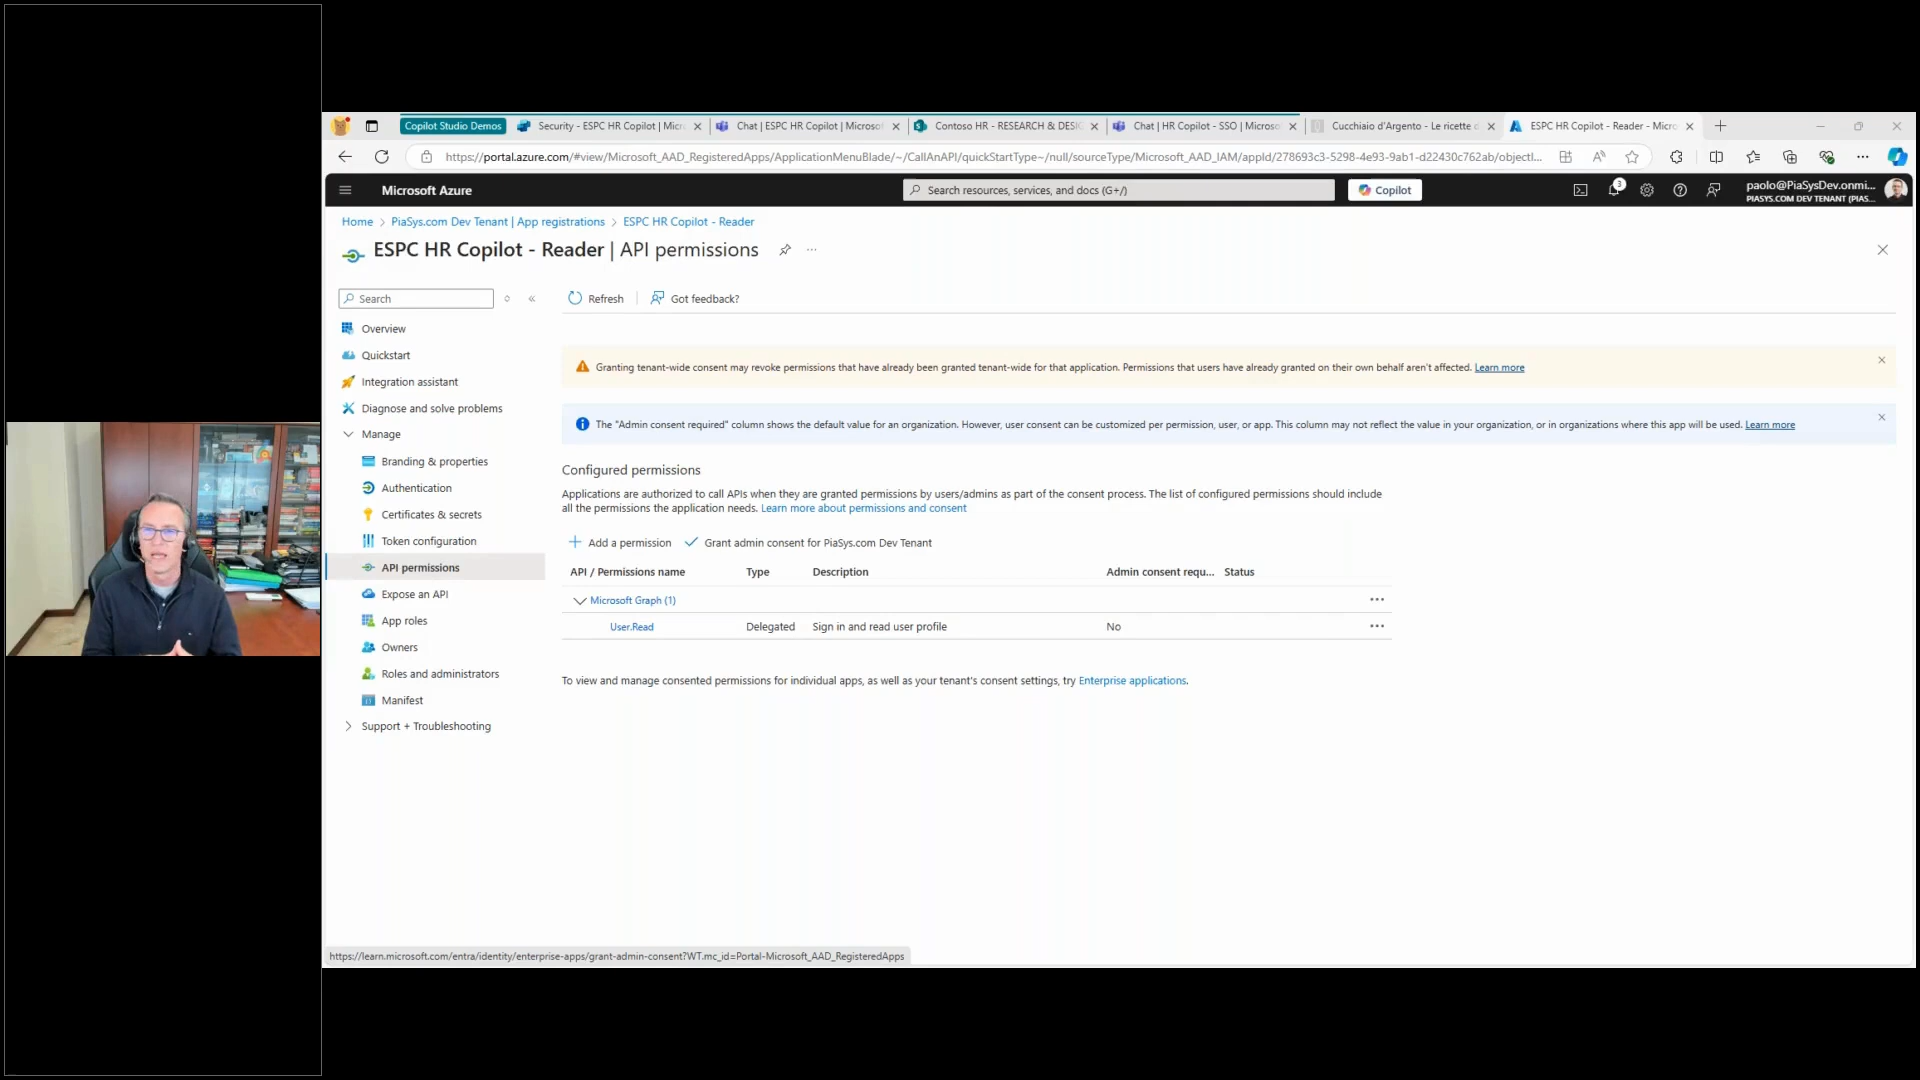 Copilot Studio Demos
Security - ESPC HR Copilot | Micr
Chat | ESPC HR Copilot | Microsof
Contoso HR - RESEARCH & DESIG
Chat | HR Copilot - SSO | Microso
Cucchiaio d'Argento - Le ricette d
ESPC HR Copilot - Reader - Micro
https://portal.azure.com/#view/Microsoft_AAD_RegisteredApps/ApplicationMenuBlade/~/CallAnAPI/quickStartType~/null/sourceType/Microsoft_AAD_IAM/appId/278693c3-5298-4e93-9ab1-d22430c762ab/objectI...
Microsoft Azure
Search resources, services, and docs (G+/)
Copilot
3
paolo@PiaSysDev.onmi...
PIASYS.COM DEV TENANT (PIAS...
Home > PiaSys.com Dev Tenant | App registrations > ESPC HR Copilot - Reader
ESPC HR Copilot - Reader | API permissions
Search
Refresh
Got feedback?
Overview
Quickstart
Integration assistant
Diagnose and solve problems
Manage
Branding & properties
Authentication
Certificates & secrets
Token configuration
API permissions
Expose an API
App roles
Owners
Roles and administrators
Manifest
Support + Troubleshooting
Granting tenant-wide consent may revoke permissions that have already been granted tenant-wide for that application. Permissions that users have already granted on their own behalf aren't affected. Learn more
The "Admin consent required" column shows the default value for an organization. However, user consent can be customized per permission, user, or app. This column may not reflect the value in your organization, or in organizations where this app will be used. Learn more
Configured permissions
Applications are authorized to call APIs when they are granted permissions by users/admins as part of the consent process. The list of configured permissions should include
all the permissions the application needs. Learn more about permissions and consent
Add a permission
Grant admin consent for PiaSys.com Dev Tenant
API / Permissions name Type Description Admin consent requ... Status
Microsoft Graph (1)
User.Read Delegated Sign in and read user profile No
To view and manage consented permissions for individual apps, as well as your tenant's consent settings, try Enterprise applications.
https://learn.microsoft.com/entra/identity/enterprise-apps/grant-admin-consent?WT.mc_id=Portal-Microsoft_AAD_RegisteredApps